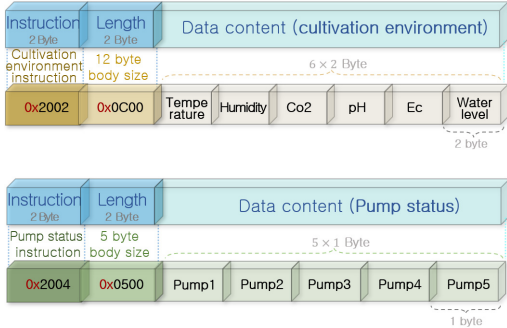 Instruction Length Data content (cultivation environment)
2 Byte 2 Byte
Cultivation environment instruction
12 byte body size
6 × 2 Byte
0x2002 0x0C00 Tempe rature Humidity Co2 pH Ec Water level
2 byte
Instruction Length Data content (Pump status)
2 Byte 2 Byte
Pump status instruction
5 byte body size
5 × 1 Byte
0x2004 0x0500 Pump1 Pump2 Pump3 Pump4 Pump5
1 byte